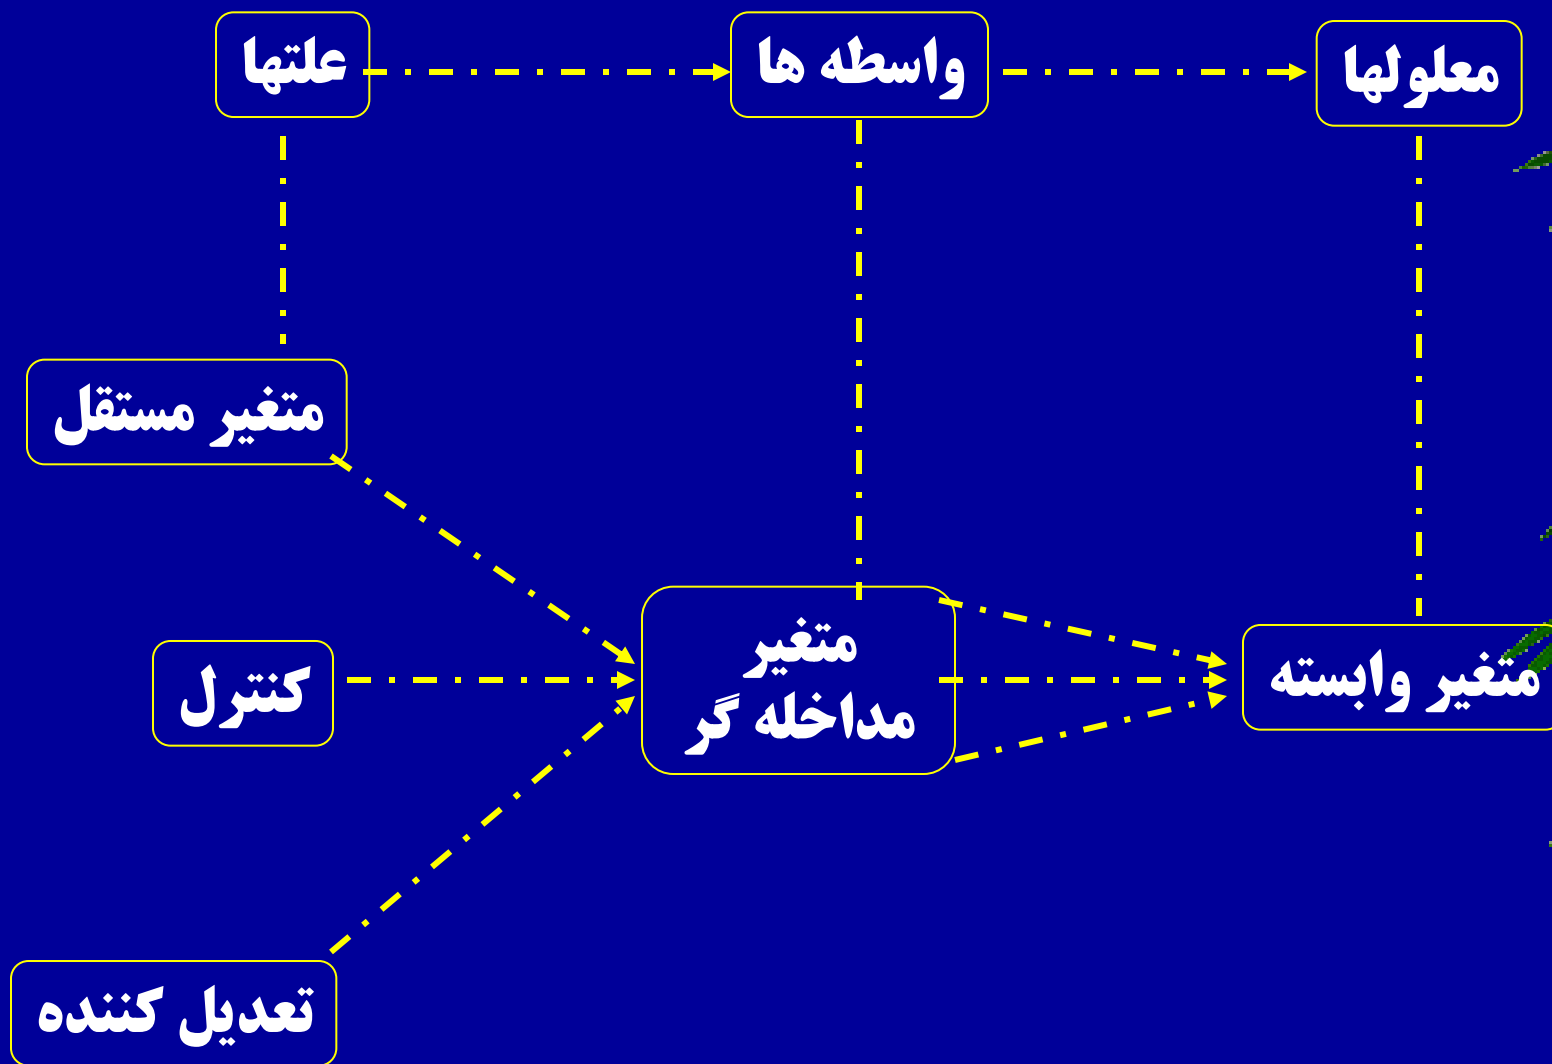 علتها
واسطه ها
معلولها
متغیر مستقل
کنترل
متغیر
مداخله گر
متغیر وابسته
تعدیل کننده